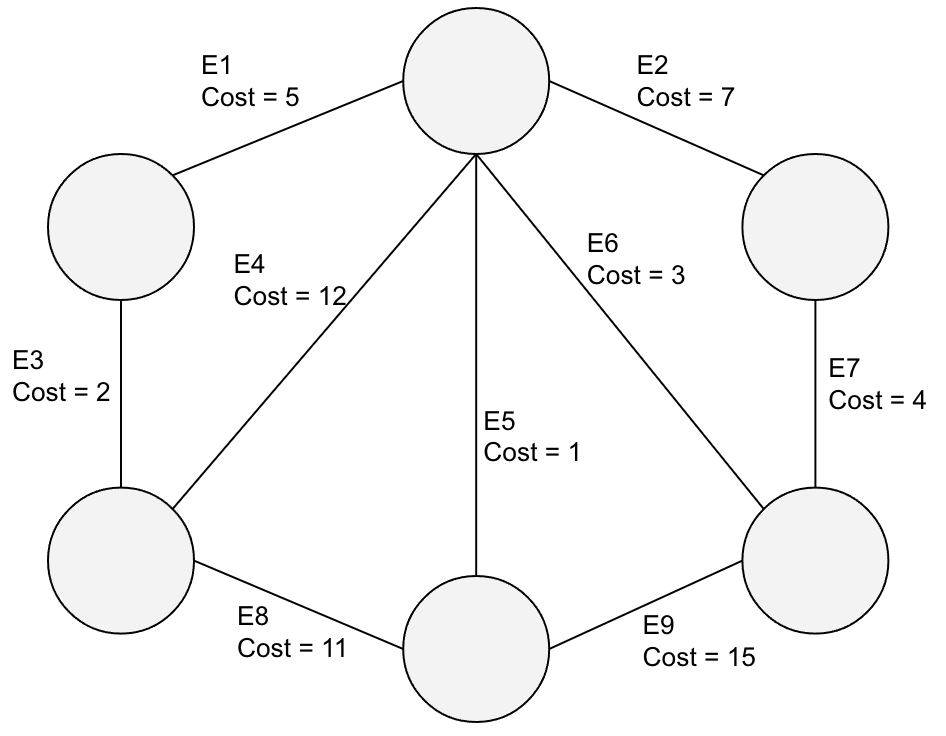 E1
Cost = 5
E2
Cost = 7
E6
Cost = 3
E4
Cost = 12
E3
Cost = 2
E7
Cost = 4
E5
Cost = 1
E8
Cost = 11
E9
Cost = 15